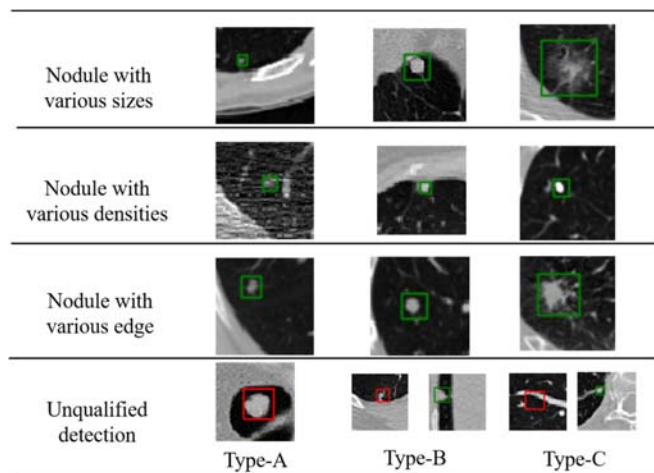 Nodule with
various sizes
Nodule with
various densities
Nodule with
various edge
Unqualified
detection
Type-A
Type-B
Type-C